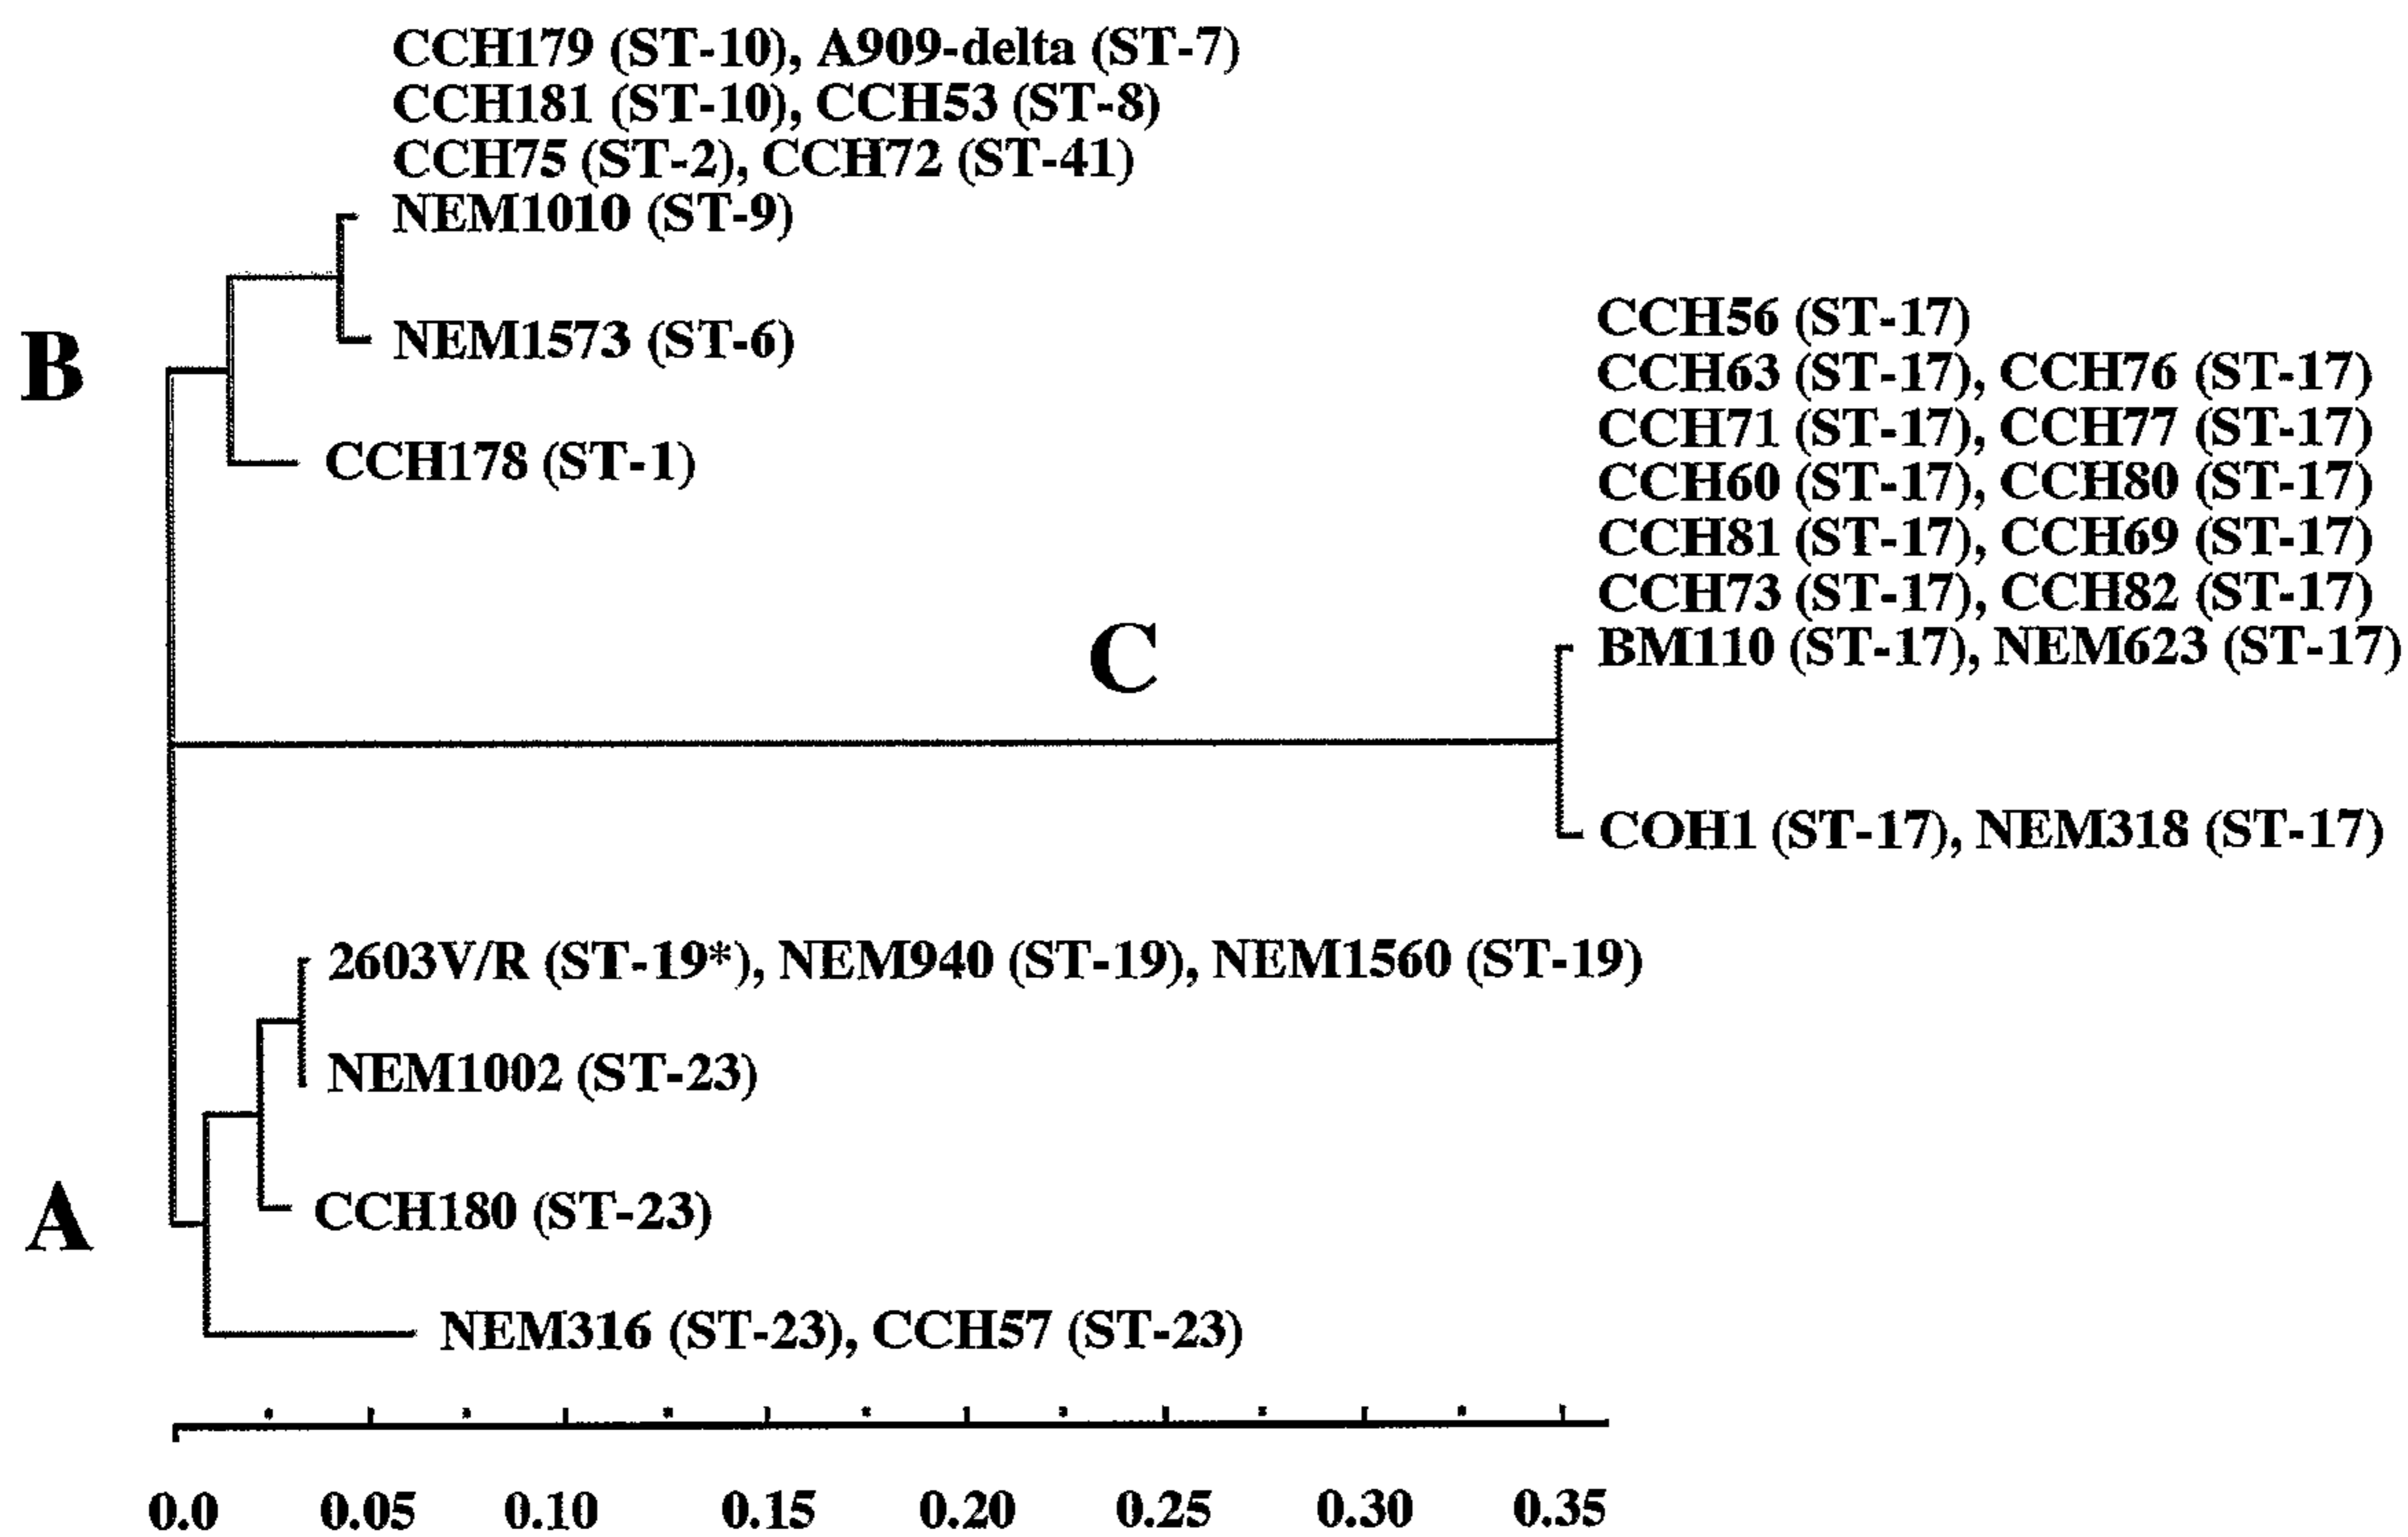 CCH179 (ST-10), A909-delta (ST-7)
CCH181 (ST-10), CCH53 (ST-8)
CCH75 (ST-2), CCH72 (ST-41)
NEM1010 (ST-9)
NEM1573 (ST-6)
B
CCH178 (ST-1)
CCH56 (ST-17)
CCH63 (ST-17), CCH76 (ST-17)
CCH71 (ST-17), CCH77 (ST-17)
CCH60 (ST-17), CCH80 (ST-17)
CCH81 (ST-17), CCH69 (ST-17)
CCH73 (ST-17), CCH82 (ST-17)
BM110 (ST-17), NEM623 (ST-17)
C
COH1 (ST-17), NEM318 (ST-17)
2603V/R (ST-19*), NEM940 (ST-19), NEM1560 (ST-19)
NEM1002 (ST-23)
CCH180 (ST-23)
A
NEM316 (ST-23), CCH57 (ST-23)
0.0 0.05 0.10 0.15 0.20 0.25 0.30 0.35